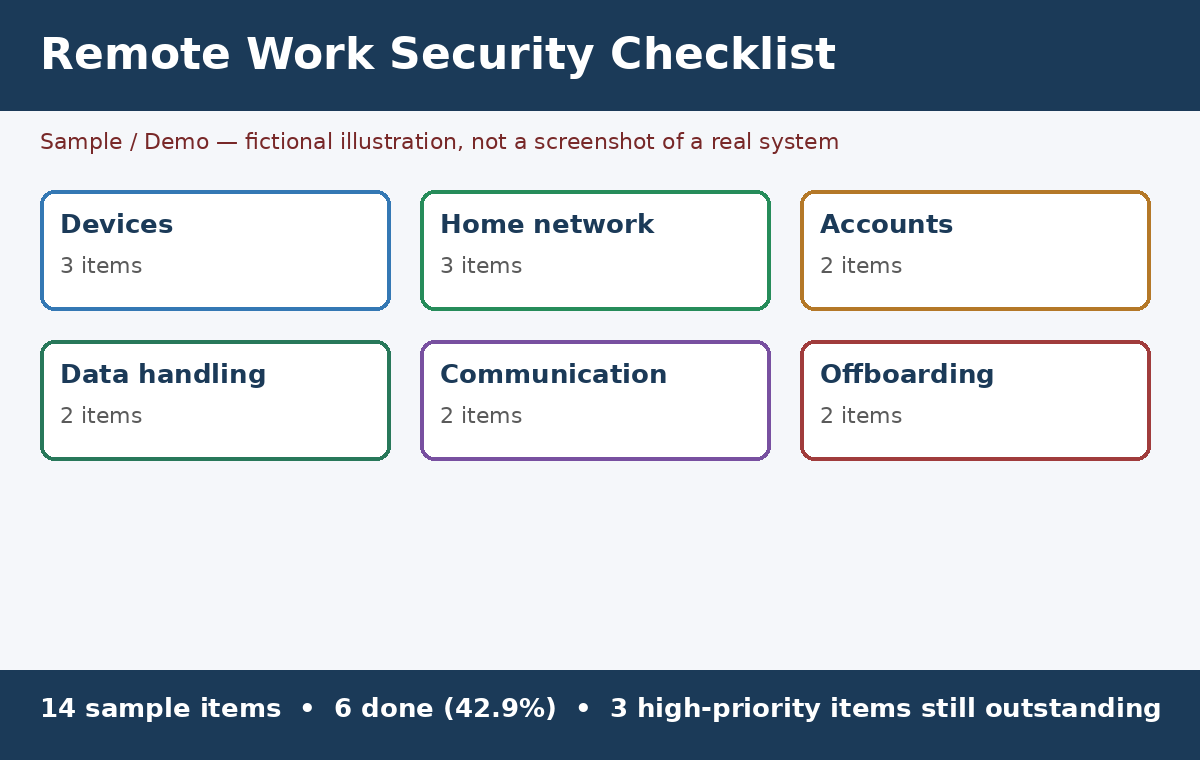 Remote Work Security Checklist
Sample / Demo — fictional illustration, not a screenshot of a real system
Devices
3 items
Home network
3 items
Accounts
2 items
Data handling
2 items
Communication
2 items
Offboarding
2 items
14 sample items • 6 done (42.9%) • 3 high-priority items still outstanding